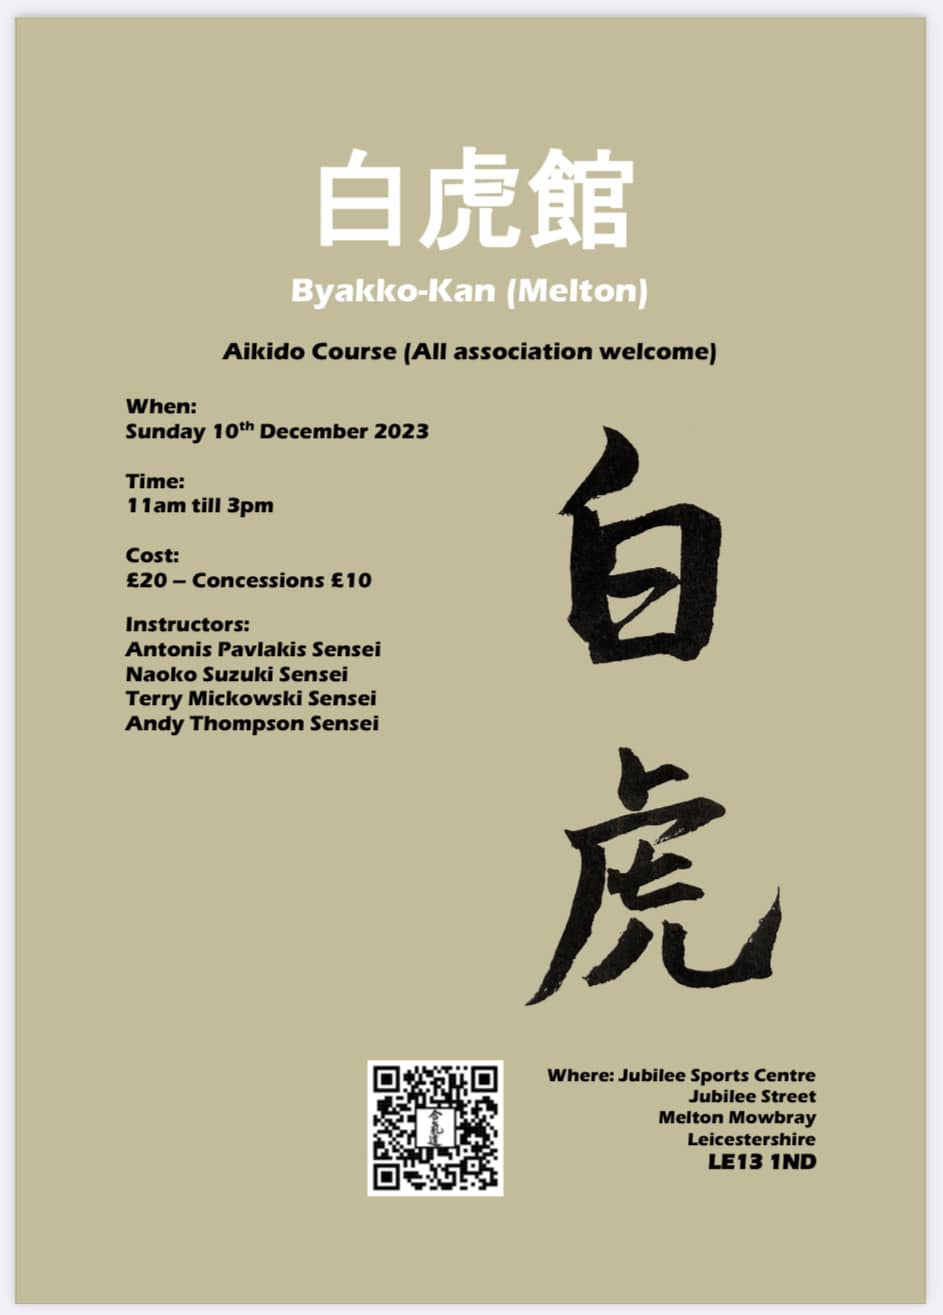 白虎館
Byakko-Kan (Melton)
Aikido Course (All association welcome)
When:
Sunday 10th December 2023
Time:
11am till 3pm
Cost:
£20 – Concessions £10
Instructors:
Antonis Pavlakis Sensei
Naoko Suzuki Sensei
Terry Mickowski Sensei
Andy Thompson Sensei
白
虎
Where: Jubilee Sports Centre
Jubilee Street
Melton Mowbray
Leicestershire
LE13 1ND